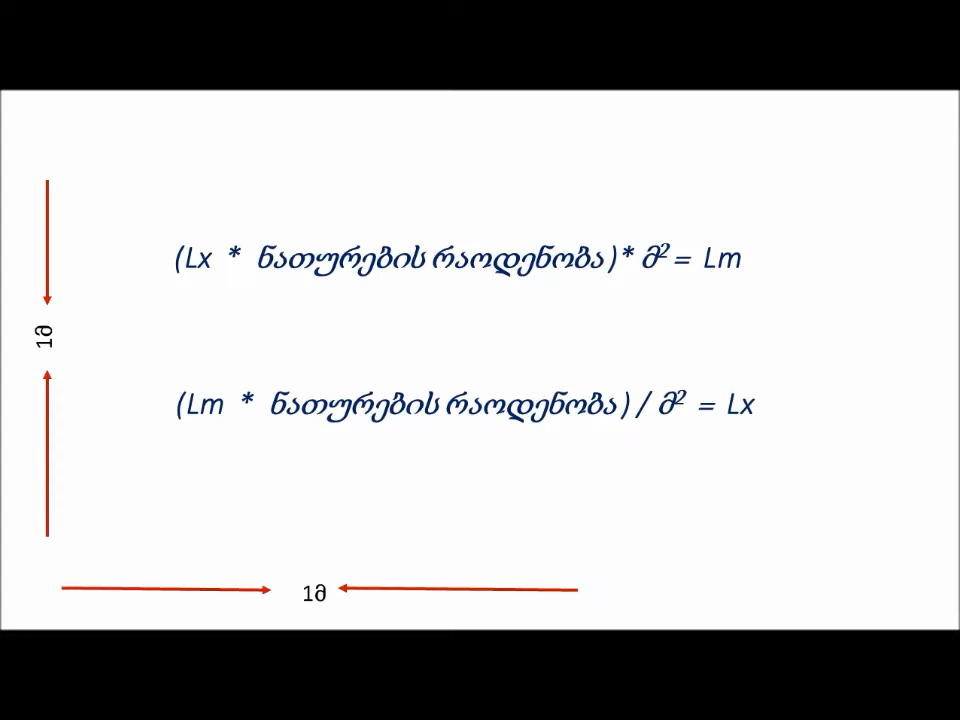 (Lx * ნათურების რაოდენობა)* მ² = Lm
1მ
(Lm * ნათურების რაოდენობა) / მ² = Lx
1მ